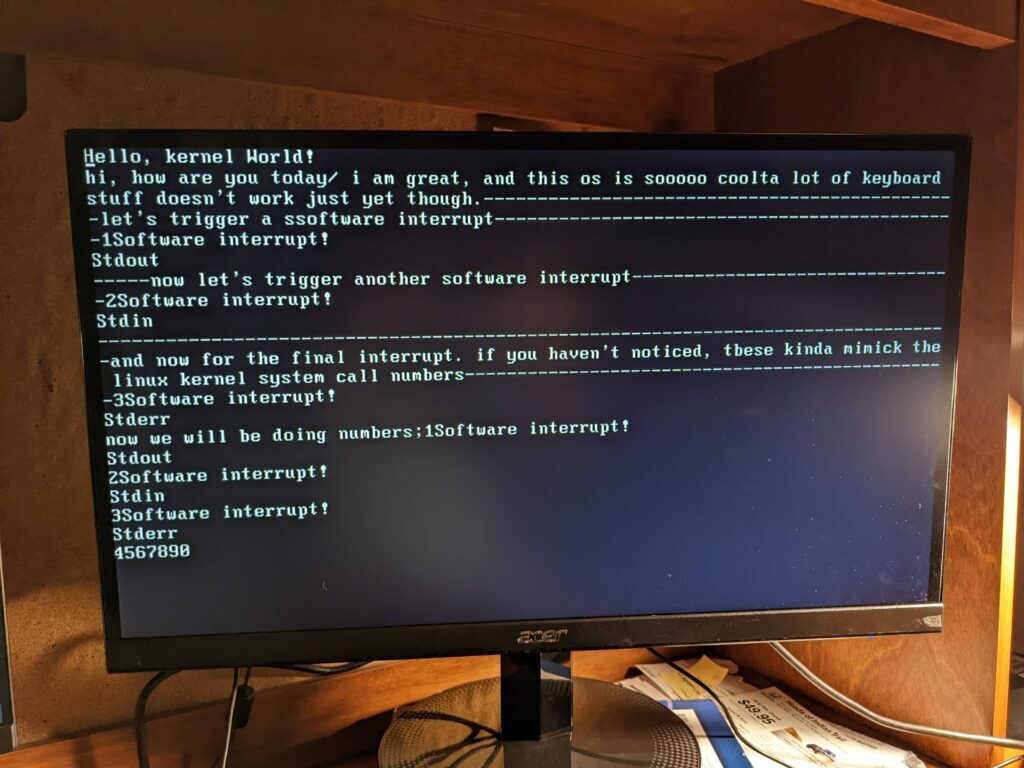 Hello, kernel World!
hi, how are you today/ i am great, and this os is sooooo coolta lot of keyboard
stuff doesn't work just yet though.--------------------------------------------
-let's trigger a ssoftware interrupt-------------------------------------------
-1Software interrupt!
Stdout
-----now let's trigger another software interrupt------------------------------
-2Software interrupt!
Stdin
-------------------------------------------------------------------------------
-and now for the final interrupt. if you haven't noticed, tbese kinda mimick the
linux kernel system call numbers----------------------------------------------
-3Software interrupt!
Stderr
now we will be doing numbers;1Software interrupt!
Stdout
2Software interrupt!
Stdin
3Software interrupt!
Stderr
4567890
acer
$49.95
Honda of Indian Trail